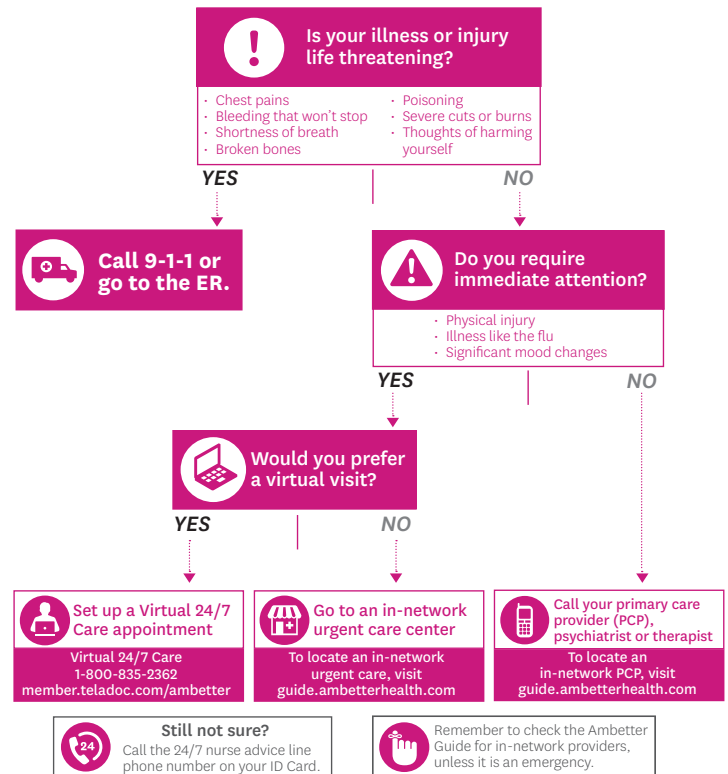 Is your illness or injury
life threatening?
· Chest pains
· Bleeding that won't stop
· Shortness of breath
· Broken bones
· Poisoning
· Severe cuts or burns
· Thoughts of harming
yourself
YES
NO
Call 9-1-1 or
go to the ER.
Do you require
immediate attention?
· Physical injury
· Illness like the flu
· Significant mood changes
YES
NO
Would you prefer
a virtual visit?
YES
NO
Set up a Virtual 24/7
Care appointment
Virtual 24/7 Care
1-800-835-2362
member.teladoc.com/ambetter
Go to an in-network
urgent care center
To locate an in-network
urgent care, visit
guide.ambetterhealth.com
Call your primary care
provider (PCP),
psychiatrist or therapist
To locate an
in-network PCP, visit
guide.ambetterhealth.com
24
Still not sure?
Call the 24/7 nurse advice line
phone number on your ID Card.
Remember to check the Ambetter
Guide for in-network providers,
unless it is an emergency.